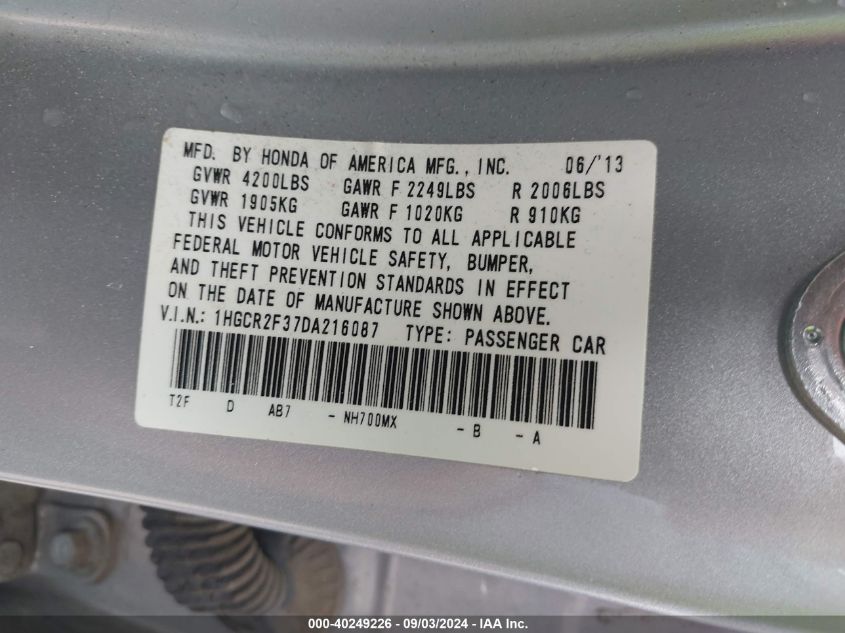 MFD. BY HONDA OF AMERICA MFG., INC. 06/'13
GVWR 4200LBS GAWR F 2249LBS R 2006LBS
GVWR 1905KG GAWR F 1020KG R 910KG
THIS VEHICLE CONFORMS TO ALL APPLICABLE
FEDERAL MOTOR VEHICLE SAFETY, BUMPER,
AND THEFT PREVENTION STANDARDS IN EFFECT
ON THE DATE OF MANUFACTURE SHOWN ABOVE.
V.I.N.: 1HGCR2F37DA216087 TYPE: PASSENGER CAR
T2F D AB7 - NH700MX - B - A
000-40249226 - 09/03/2024 - IAA Inc.